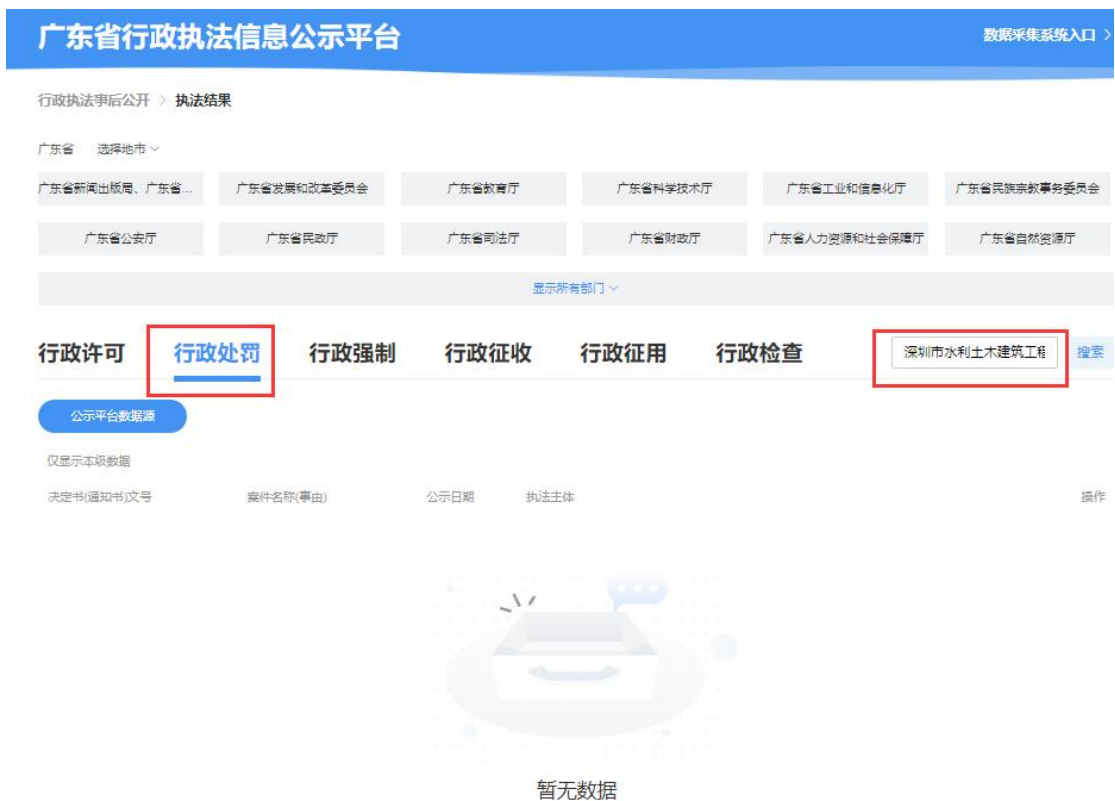 广东省行政执法信息公示平台
数据采集系统入口 >
行政执法事后公开 > 执法结果
广东省 选择地市
广东省新闻出版局、广东省... 广东省发展和改革委员会 广东省教育厅 广东省科学技术厅 广东省工业和信息化厅 广东省民族宗教事务委员会
广东省公安厅 广东省民政厅 广东省司法厅 广东省财政厅 广东省人力资源和社会保障厅 广东省自然资源厅
显示所有部门
行政许可 行政处罚 行政强制 行政征收 行政征用 行政检查 深圳市水利土木建筑工程 搜索
公示平台数据源
仅显示本级数据
决定书(通知书)文号 案件名称(事由) 公示日期 执法主体 操作
暂无数据